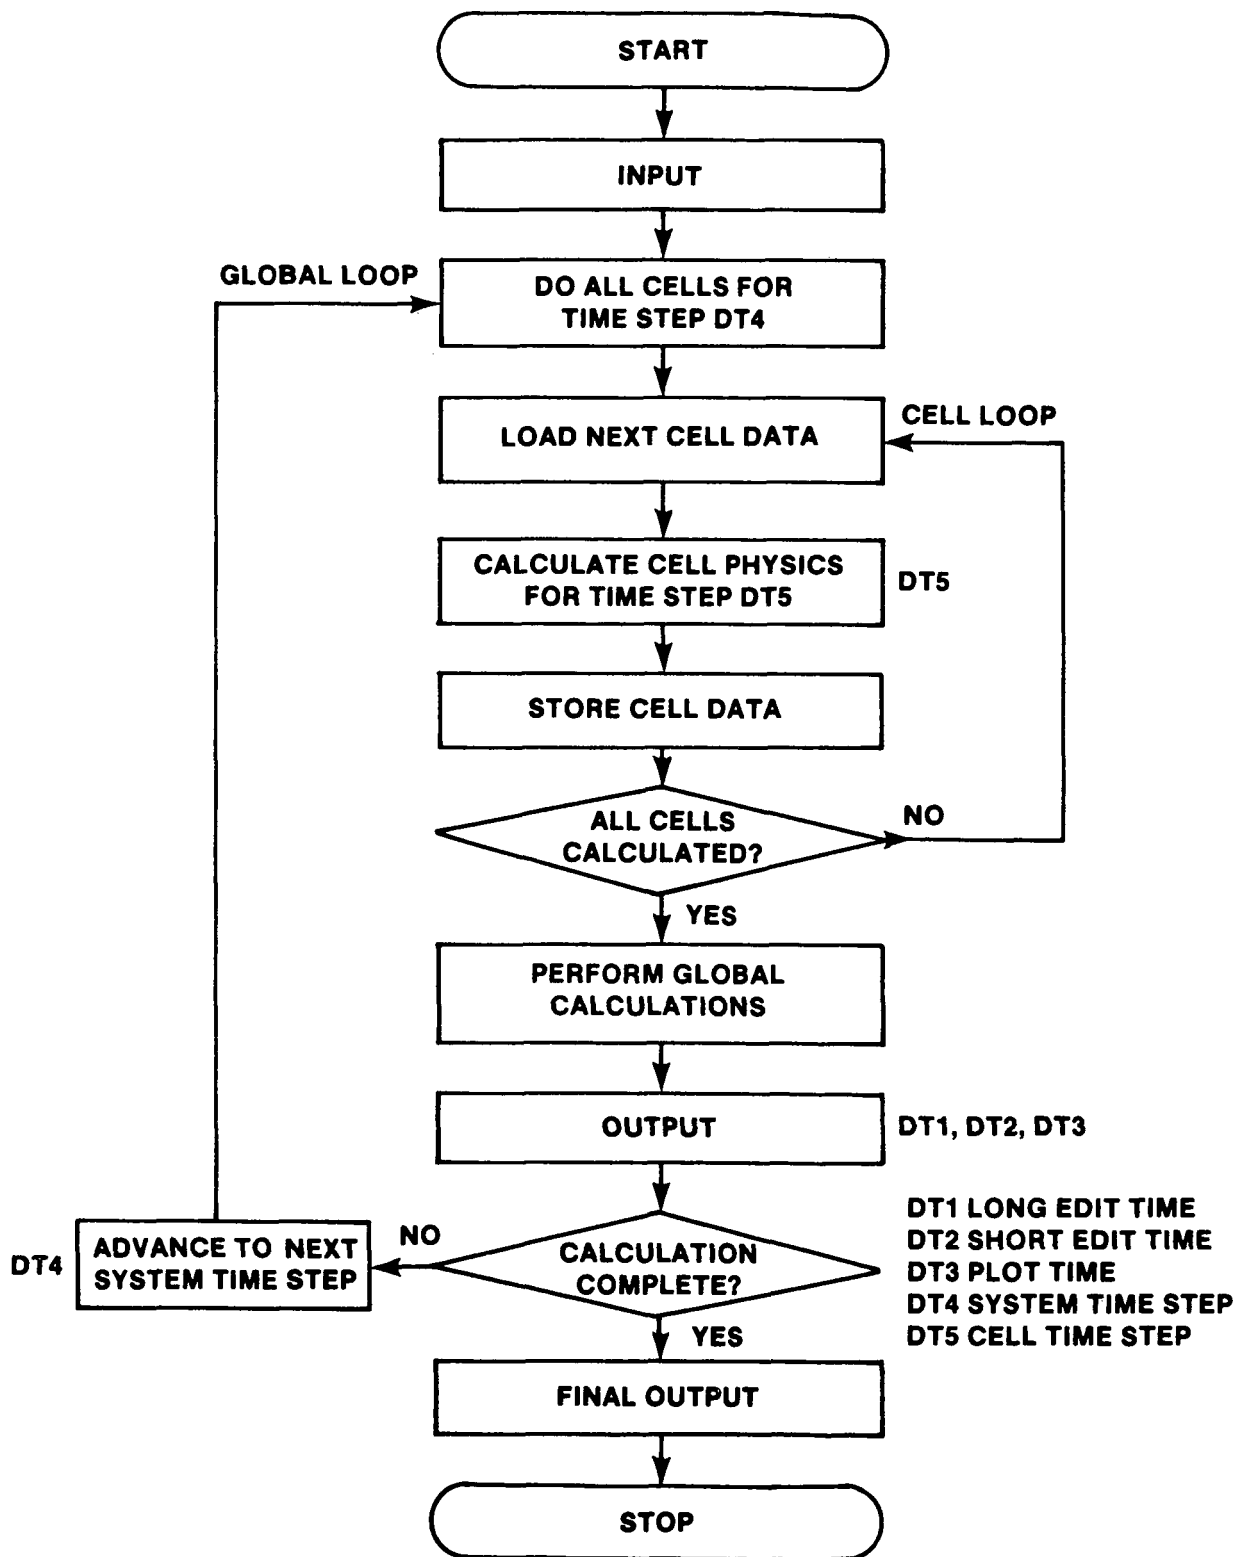 START
INPUT
GLOBAL LOOP
DO ALL CELLS FOR
TIME STEP DT4
CELL LOOP
LOAD NEXT CELL DATA
CALCULATE CELL PHYSICS
FOR TIME STEP DT5
DT5
STORE CELL DATA
ALL CELLS
CALCULATED?
NO
YES
PERFORM GLOBAL
CALCULATIONS
OUTPUT
DT1, DT2, DT3
CALCULATION
COMPLETE?
NO
DT4
ADVANCE TO NEXT
SYSTEM TIME STEP
YES
DT1 LONG EDIT TIME
DT2 SHORT EDIT TIME
DT3 PLOT TIME
DT4 SYSTEM TIME STEP
DT5 CELL TIME STEP
FINAL OUTPUT
STOP